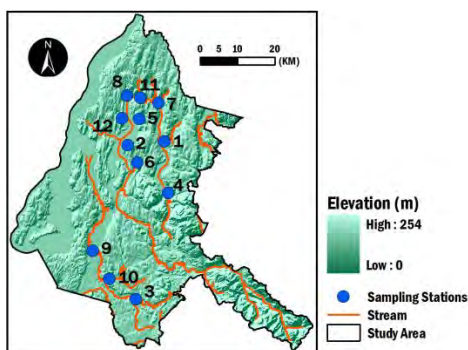 N
0 10 20
(KM)
8 11
7
12 5
2 1
6
4
9
10
3
Elevation (m)
High : 254
Low : 0
Sampling Stations
Stream
Study Area